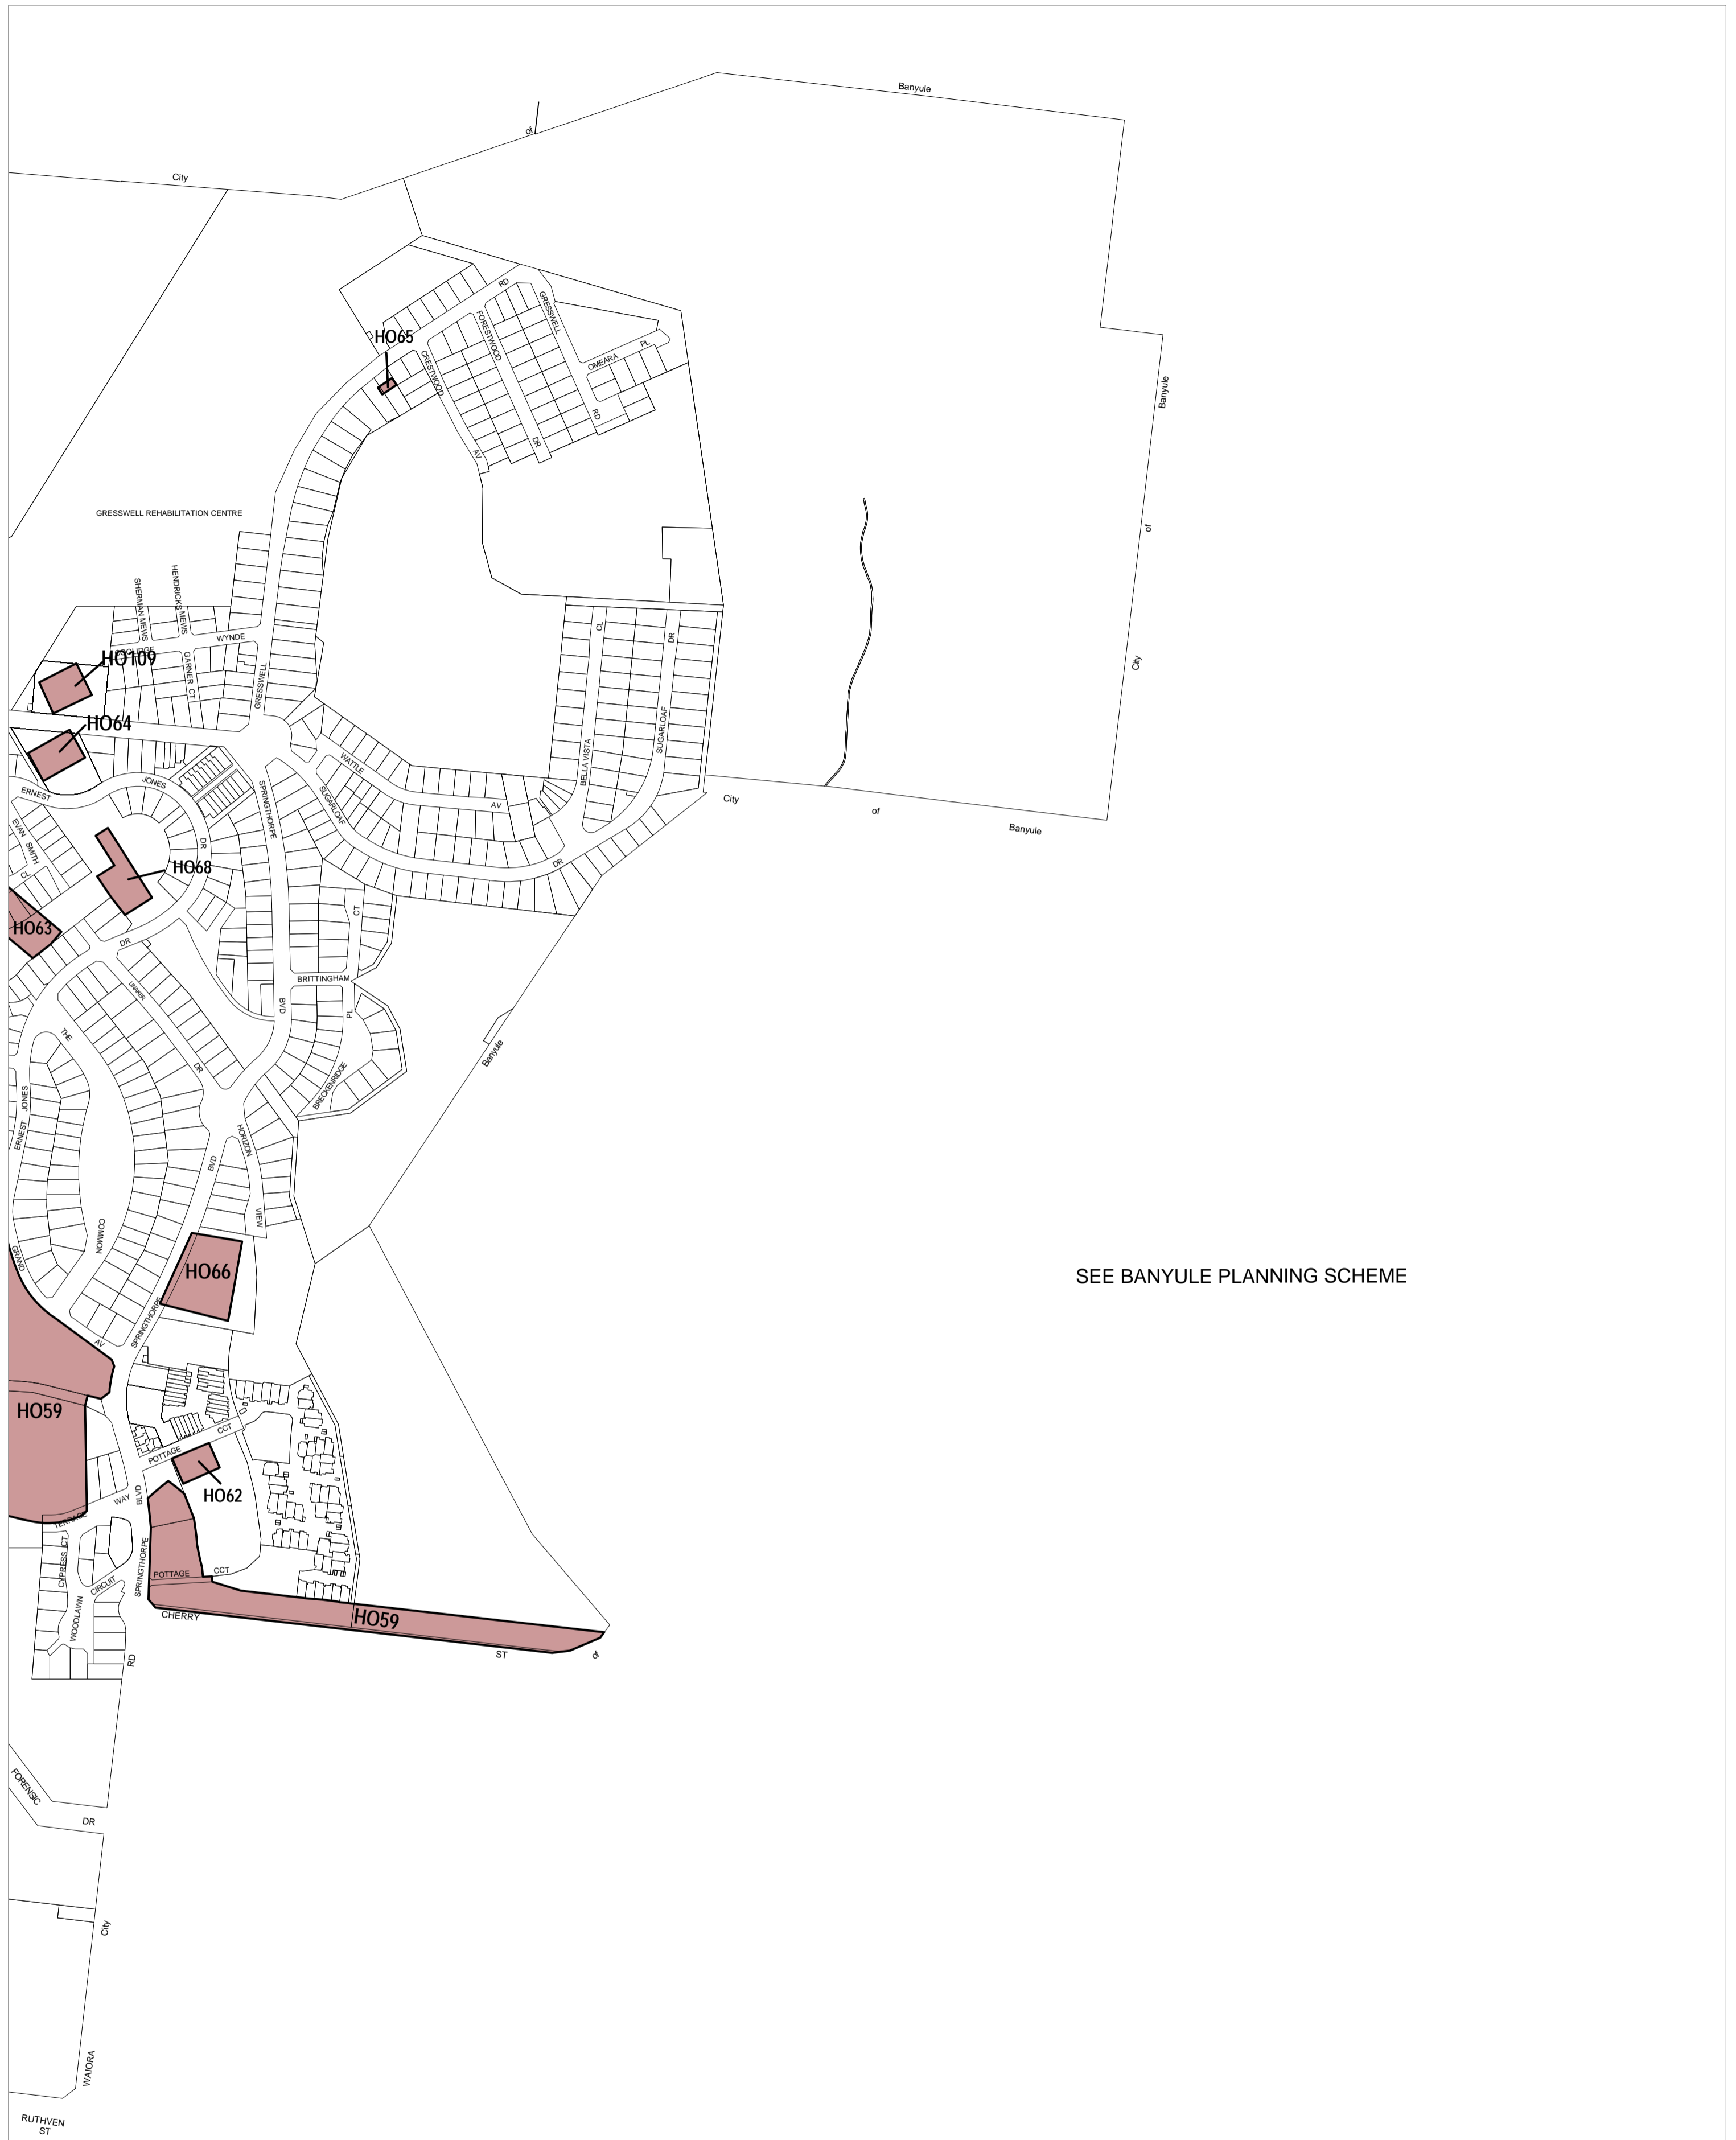 Banyule
of
City
RD
GRESSWELL
FORESTWOOD
HO65
PL
OMEARA
CRESTWOOD
Banyule
RD
DR
AV
GRESSWELL REHABILITATION CENTRE
of
HENDRICKS MEWS
SHERMAN MEWS
CL
WYNDE
DR
COOLIDGE
HO109
GARNER CT
City
GRESSWELL
HO64
SUGARLOAF
WATTLE
BELLA VISTA
JONES
ERNEST
SPRINGTHORPE
SUGARLOAF
AV
City
of
Banyule
EVAN SMITH
DR
CL
HO68
DR
HO63
CT
DR
BRITTINGHAM
LINAKER
BVD
PL
THE
Banyule
DR
BRECKENRIDGE
ERNEST JONES
HORIZON
BVD
VIEW
COMMON
GRAND
HO66
SEE BANYULE PLANNING SCHEME
SPRINGTHORPE
AV
HO59
CCT
POTTAGE
HO62
BLVD
WAY
TERRACE
CYPRESS CT
SPRINGTHORPE
CCT
POTTAGE
CIRCUIT
WOODLAWN
CHERRY
HO59
ST
of
RD
FORENSIC
DR
City
WAIORA
RUTHVEN
ST